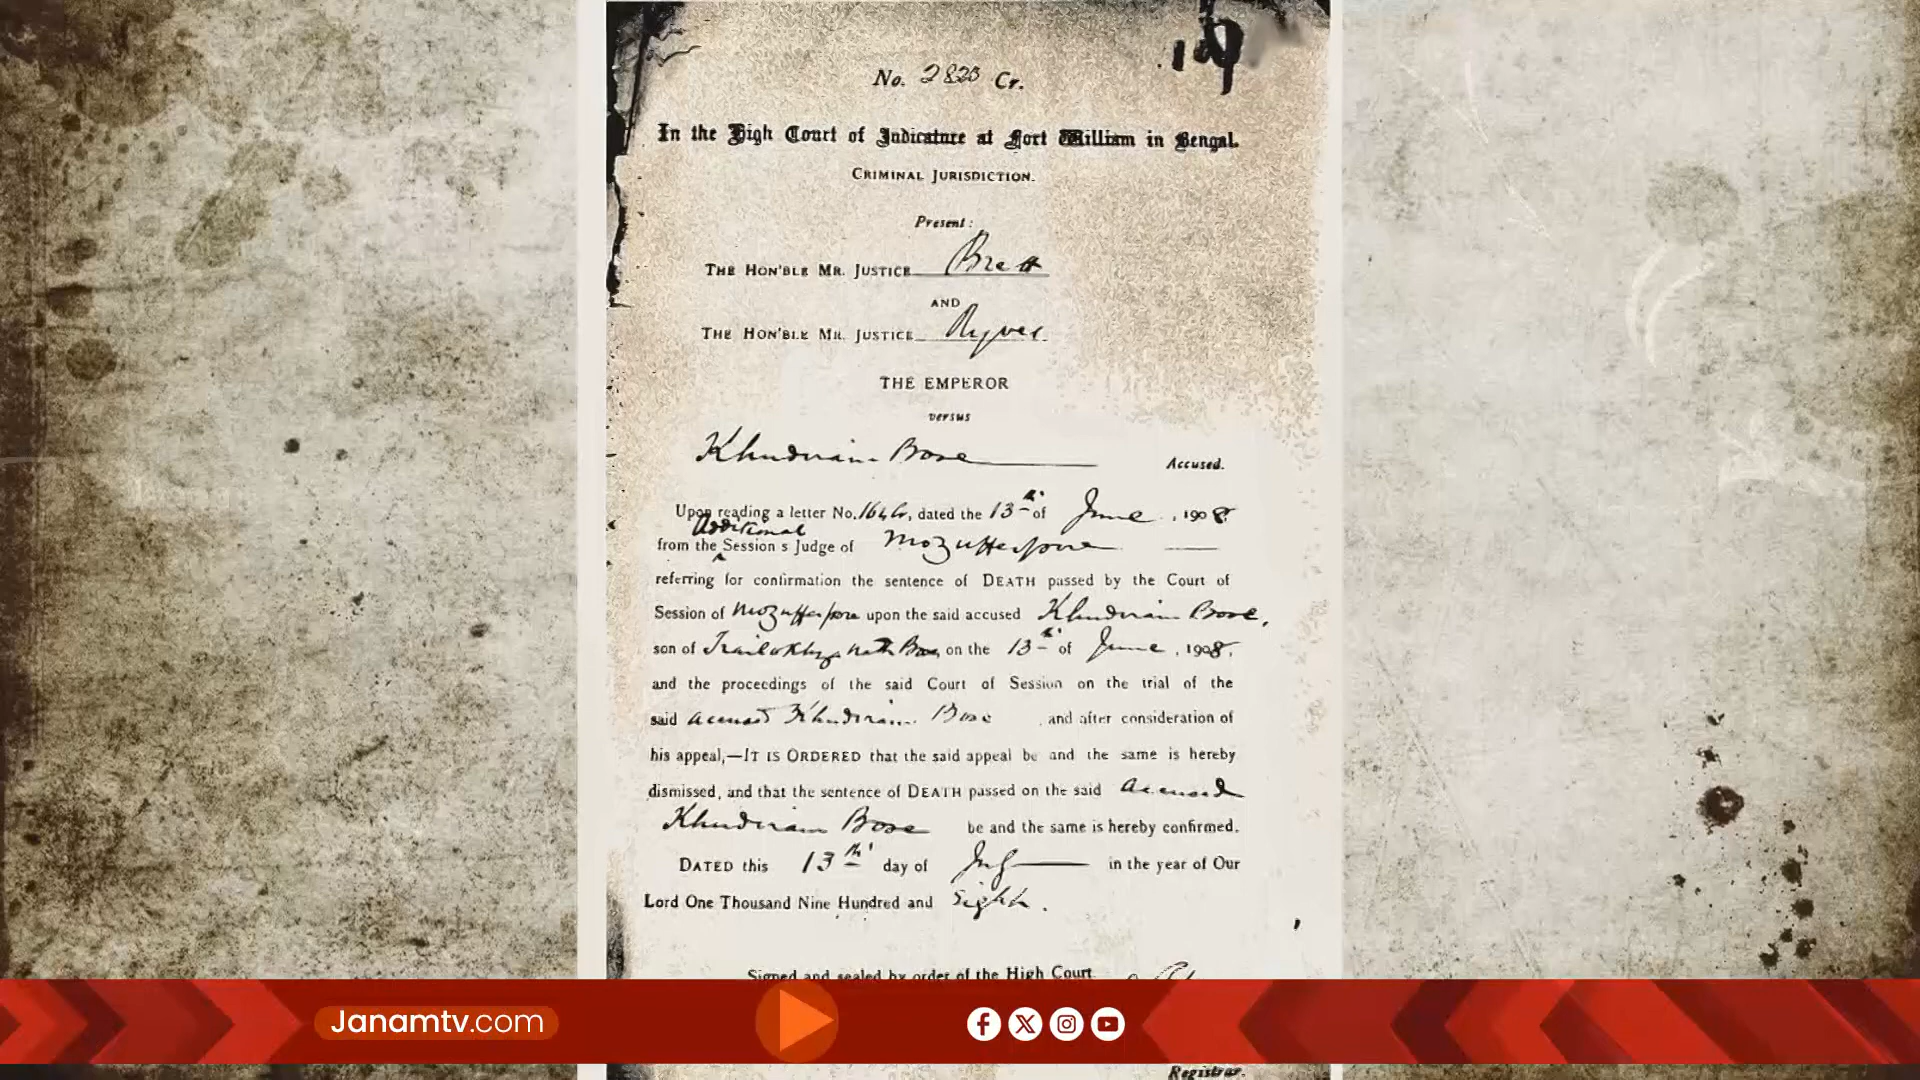 No. 2823 Cr.
In the High Court of Judicature at Fort William in Bengal.
CRIMINAL JURISDICTION.
Present:
THE HON'BLE MR. JUSTICE Brett
AND
THE HON'BLE MR. JUSTICE Ryves.
THE EMPEROR
versus
Khudiram Bose Accused.
Upon reading a letter No. 164 Cr, dated the 13th of June, 1908
Additional
from the Session s Judge of Mozufferpore
referring for confirmation the sentence of DEATH passed by the Court of
Session of Mozufferpore upon the said accused Khudiram Bose,
son of Trailokhya nath Bose, on the 13th of June, 1908.
and the proceedings of the said Court of Session on the trial of the
said accused Khudiram Bose and after consideration of
his appeal,—IT IS ORDERED that the said appeal be and the same is hereby
dismissed, and that the sentence of DEATH passed on the said accused
Khudiram Bose be and the same is hereby confirmed.
DATED this 13th day of July in the year of Our
Lord One Thousand Nine Hundred and Eight.
Signed and sealed by order of the High Court
Janamtv.com
Registrar.